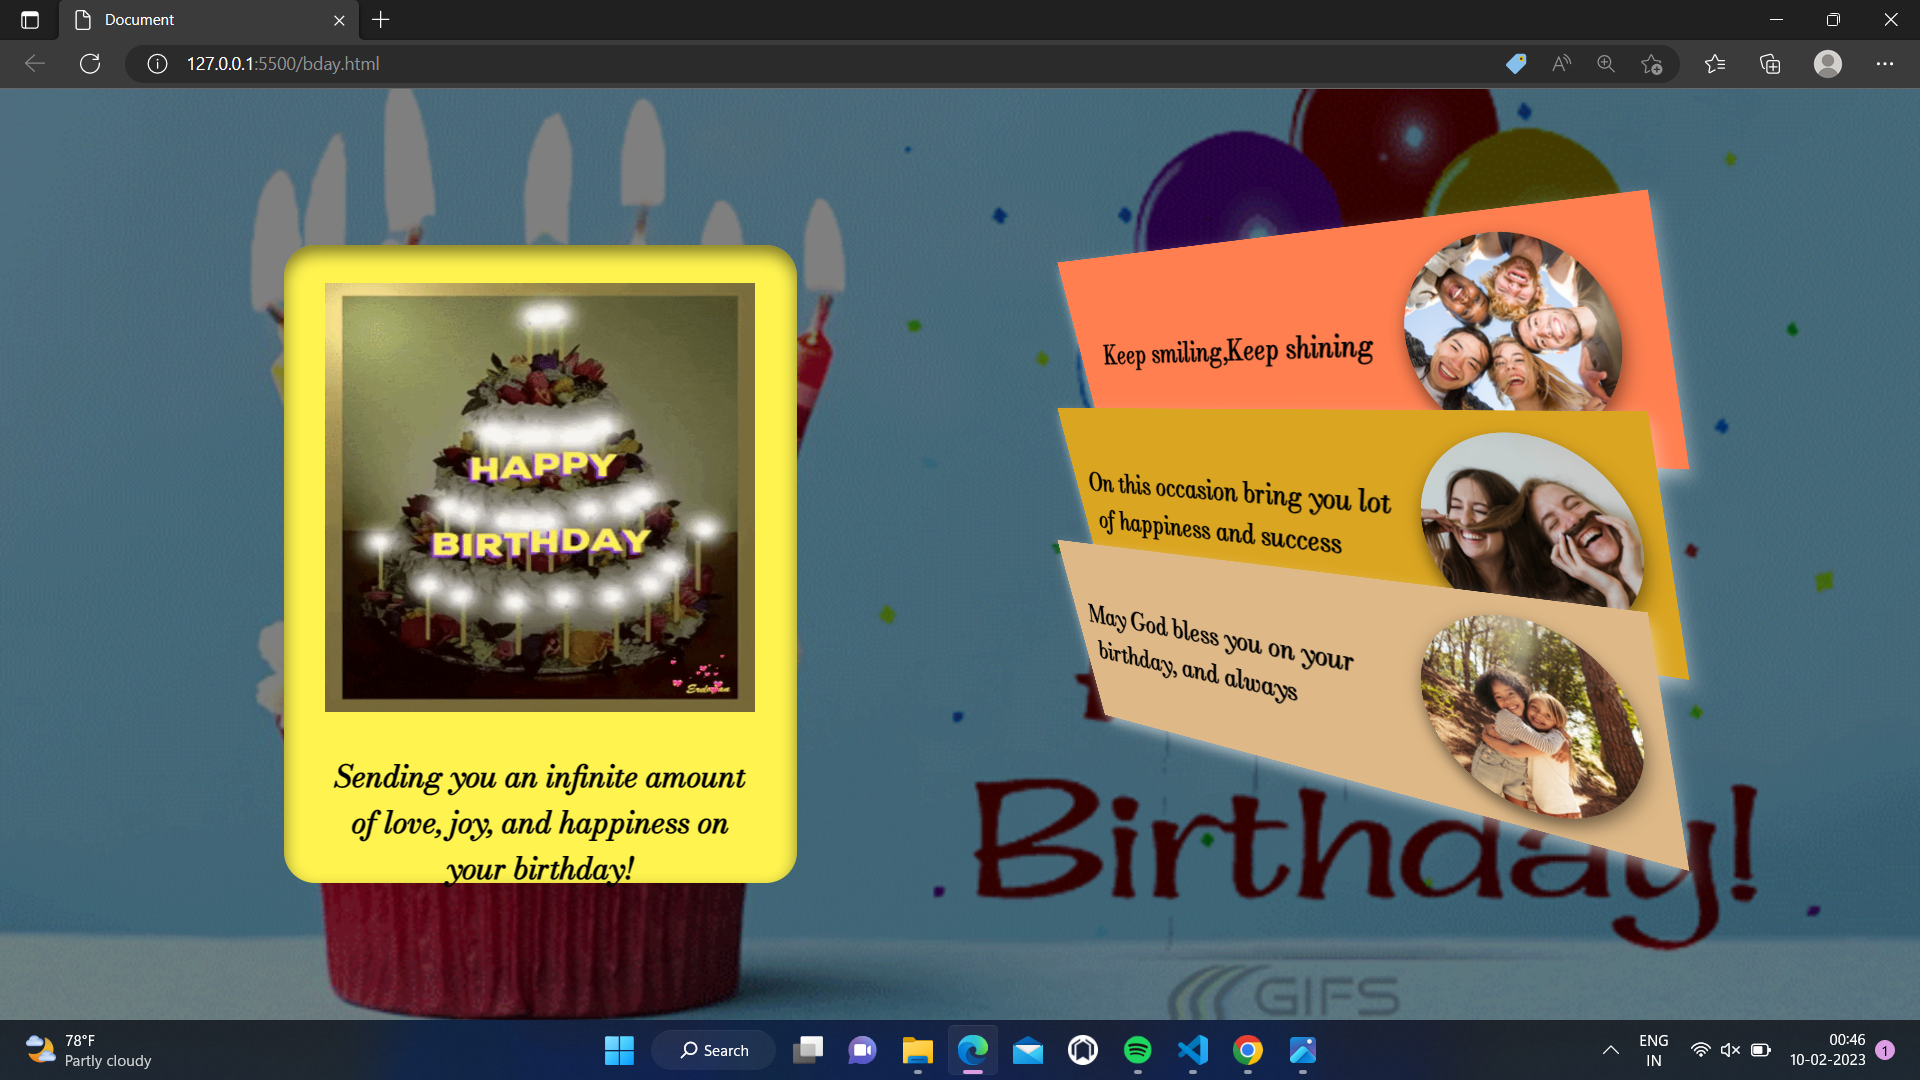 Document
127.0.0.1:5500/bday.html
HAPPY
BIRTHDAY
Sending you an infinite amount
of love, joy, and happiness on
your birthday!
Keep smiling,Keep shining
On this occasion bring you lot
of happiness and success
May God bless you on your
birthday, and always
Birthday!
GIFS
78°F
Partly cloudy
Search
ENG
IN
00:46
10-02-2023
1